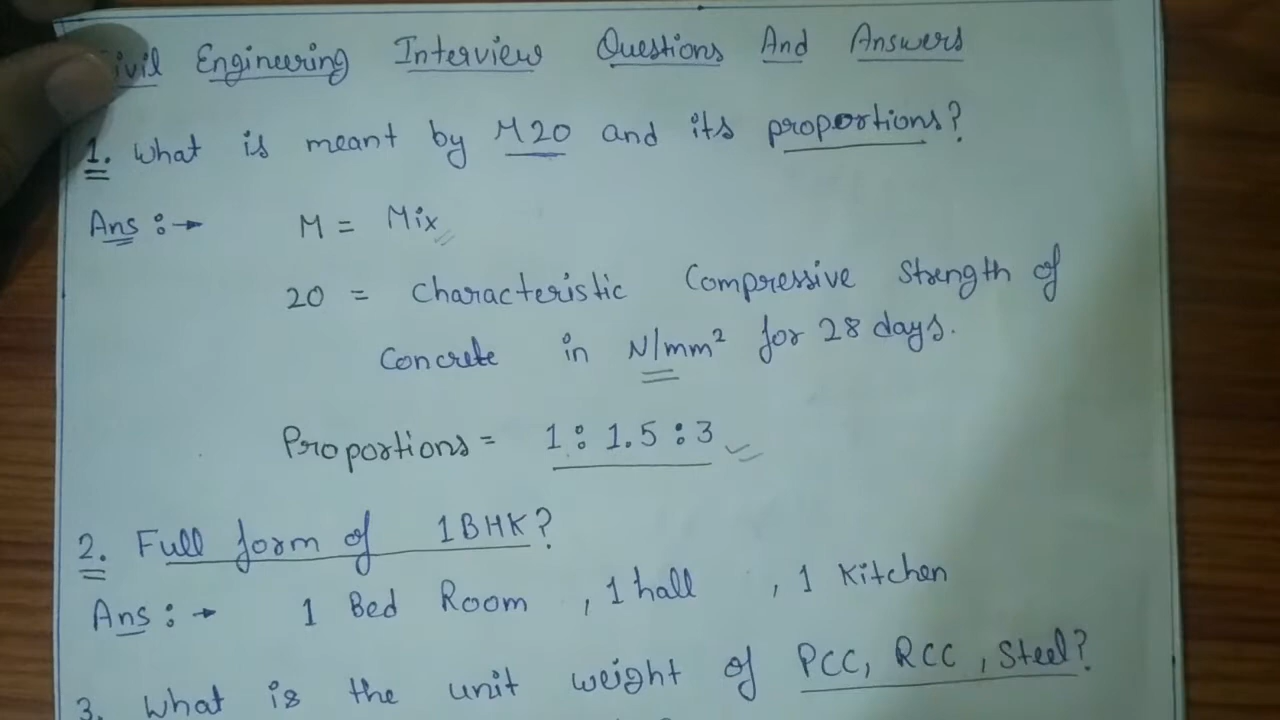 Civil Engineering Interview Questions And Answers
1. What is meant by M20 and its proportions?
Ans :→ M = Mix
20 = Characteristic Compressive Strength of
Concrete in N/mm² for 28 days.
Proportions = 1 : 1.5 : 3
2. Full form of 1BHK?
Ans :→ 1 Bed Room , 1 hall , 1 Kitchen
3. What is the unit weight of PCC, RCC , Steel?